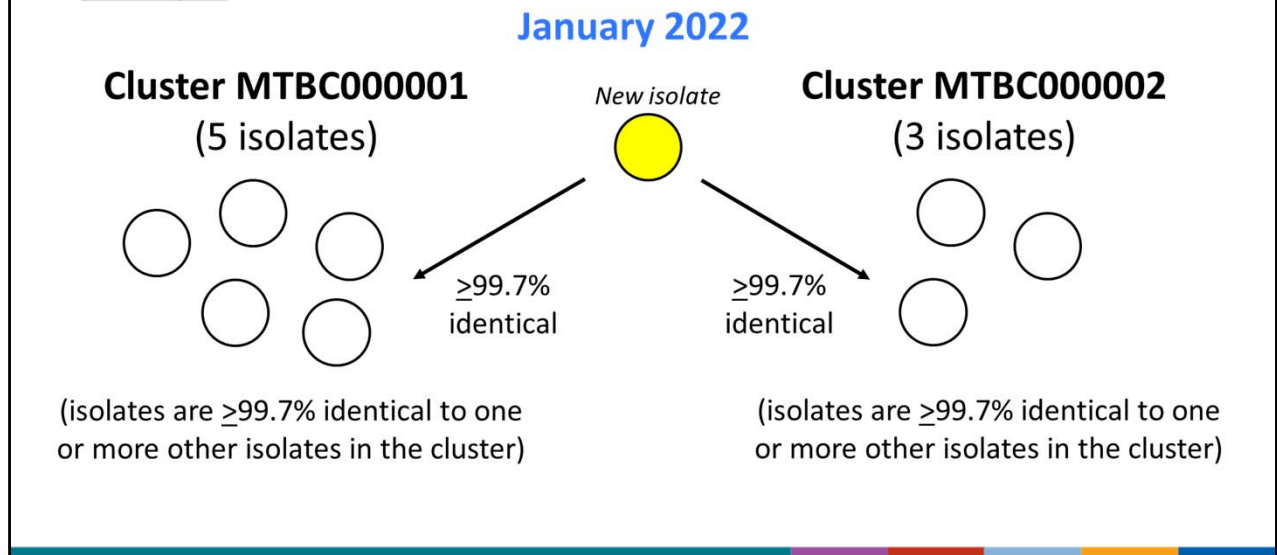 January 2022
Cluster MTBC000001
(5 isolates)
New isolate
Cluster MTBC000002
(3 isolates)
≥99.7%
identical
≥99.7%
identical
(isolates are ≥99.7% identical to one
or more other isolates in the cluster)
(isolates are ≥99.7% identical to one
or more other isolates in the cluster)